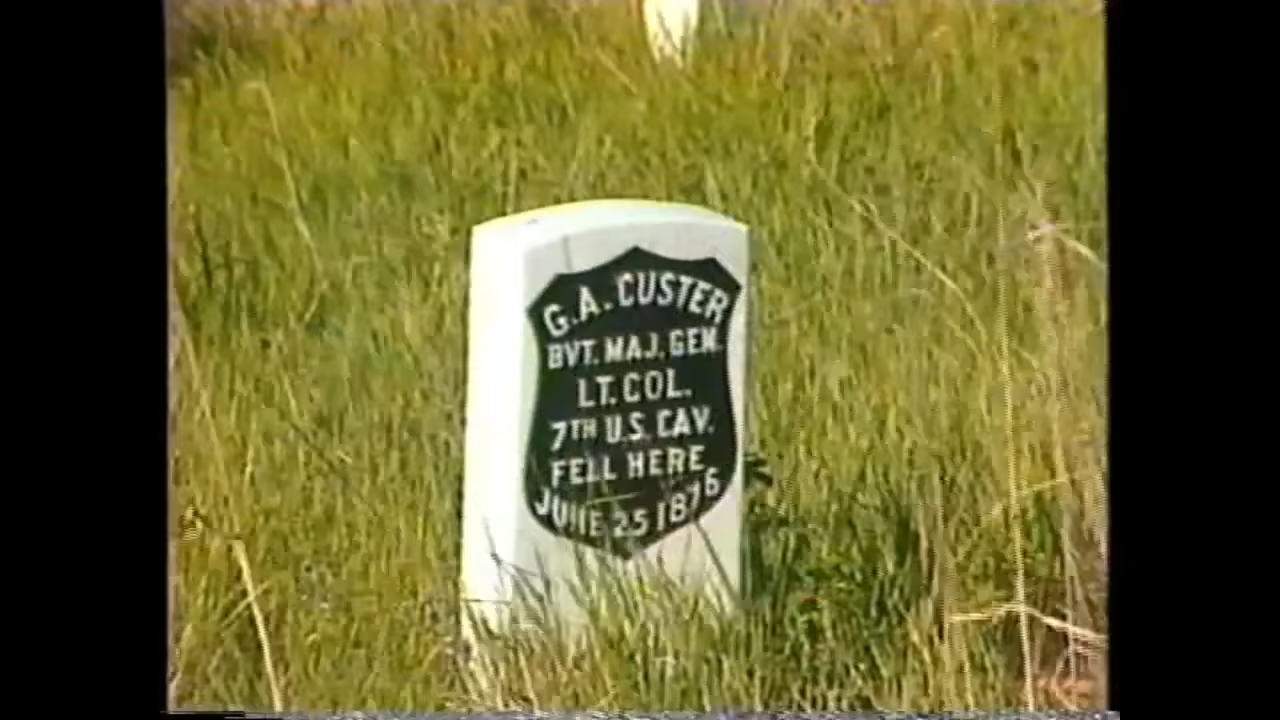 G.A. CUSTER
BVT. MAJ. GEN.
LT. COL.
7TH U.S. CAV.
FELL HERE
JUNE 25 1876